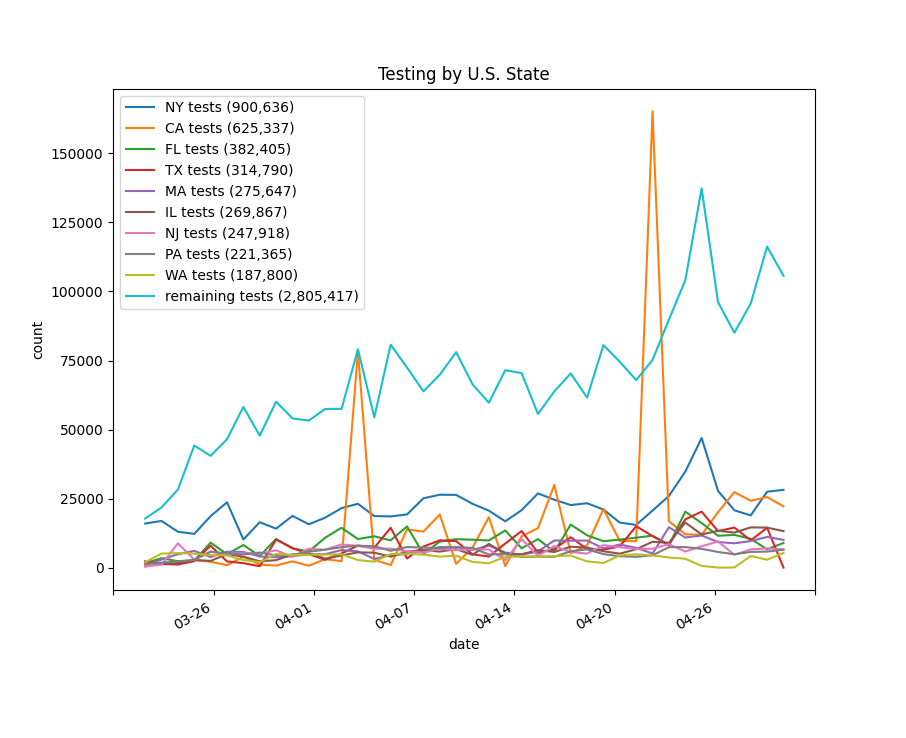 Testing by U.S. State
NY tests (900,636)
CA tests (625,337)
FL tests (382,405)
TX tests (314,790)
MA tests (275,647)
IL tests (269,867)
NJ tests (247,918)
PA tests (221,365)
WA tests (187,800)
remaining tests (2,805,417)
150000
125000
100000
75000
50000
25000
0
count
03-26
04-01
04-07
04-14
04-20
04-26
date